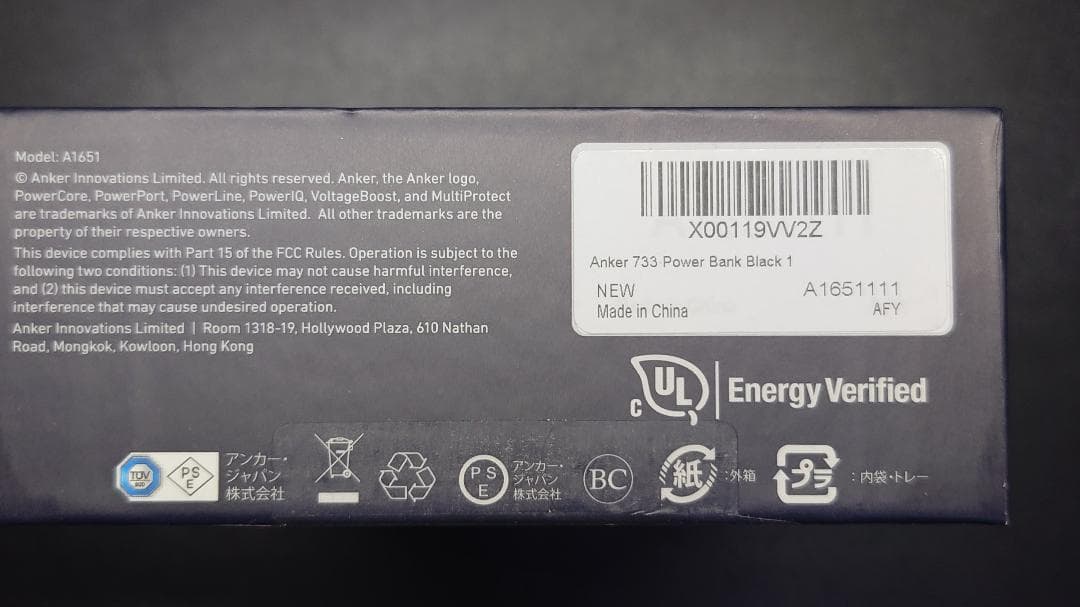 Model: A1651
© Anker Innovations Limited. All rights reserved. Anker, the Anker logo,
PowerCore, PowerPort, PowerLine, PowerIQ, VoltageBoost, and MultiProtect
are trademarks of Anker Innovations Limited. All other trademarks are the
property of their respective owners.
This device complies with Part 15 of the FCC Rules. Operation is subject to the
following two conditions: (1) This device may not cause harmful interference,
and (2) this device must accept any interference received, including
interference that may cause undesired operation.
Anker Innovations Limited | Room 1318-19, Hollywood Plaza, 610 Nathan
Road, Mongkok, Kowloon, Hong Kong
X00119VV2Z
Anker 733 Power Bank Black 1
NEW A1651111
Made in China AFY
C UL Energy Verified
TÜV
PS
E
アンカー・
ジャパン
株式会社
PS
E
アンカー・
ジャパン
株式会社
BC
紙 : 外箱
プラ : 内袋・トレー